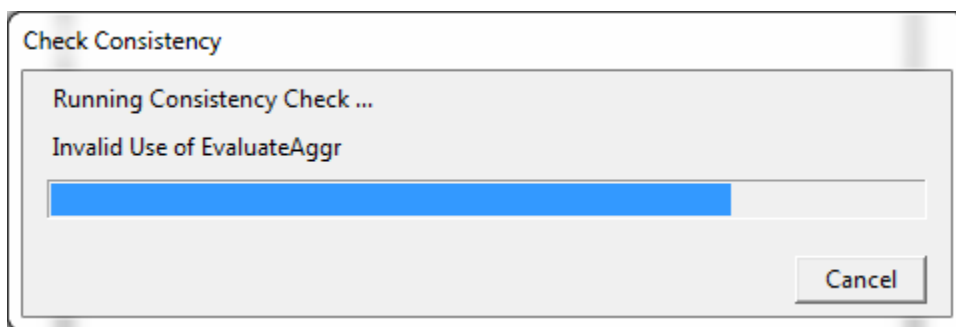 Check Consistency
Running Consistency Check ...
Invalid Use of EvaluateAggr
Cancel